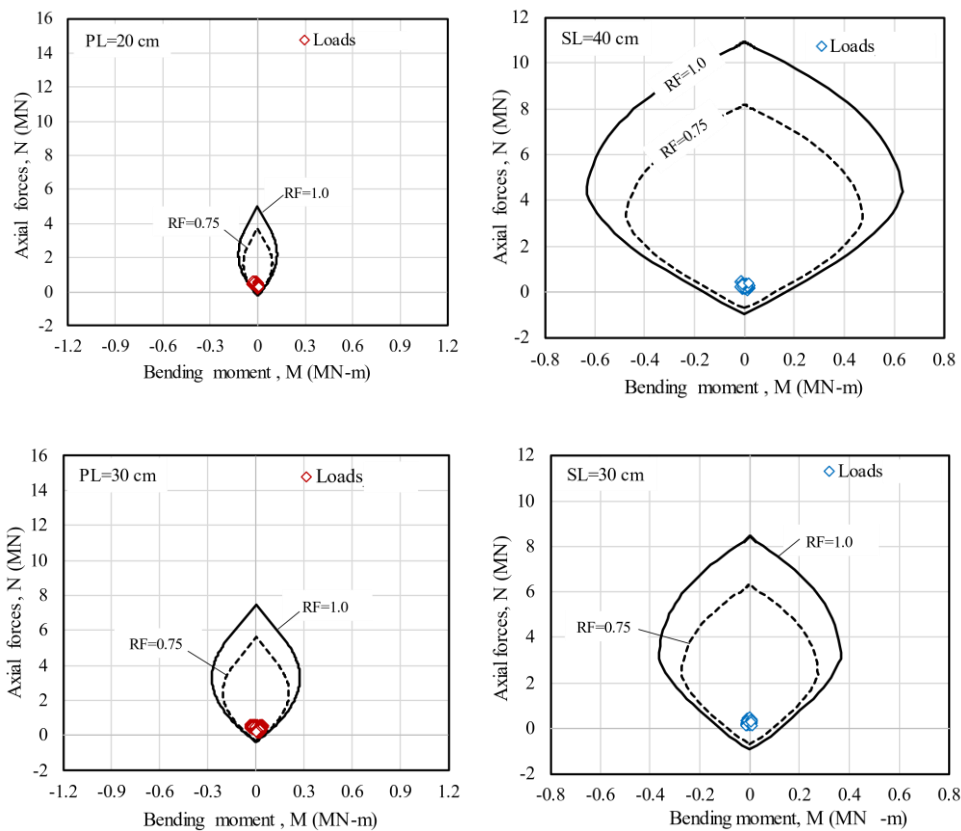 PL=20 cm
Loads
16
14
12
10
8
6
4
2
0
-2
RF=1.0
RF=0.75
Axial forces , N (MN)
-1.2 -0.9 -0.6 -0.3 0 0.3 0.6 0.9 1.2
Bending moment , M (MN-m)
SL=40 cm
Loads
12
10
8
6
4
2
0
-2
RF=1.0
RF=0.75
Axial forces , N (MN)
-0.8 -0.6 -0.4 -0.2 0 0.2 0.4 0.6 0.8
Bending moment , M (MN-m)
PL=30 cm
Loads
16
14
12
10
8
6
4
2
0
-2
RF=1.0
RF=0.75
Axial forces , N (MN)
-1.2 -0.9 -0.6 -0.3 0 0.3 0.6 0.9 1.2
Bending moment , M (MN-m)
SL=30 cm
Loads
12
10
8
6
4
2
0
-2
RF=1.0
RF=0.75
Axial forces, N (MN)
-0.8 -0.6 -0.4 -0.2 0 0.2 0.4 0.6 0.8
Bending moment, M (MN -m)